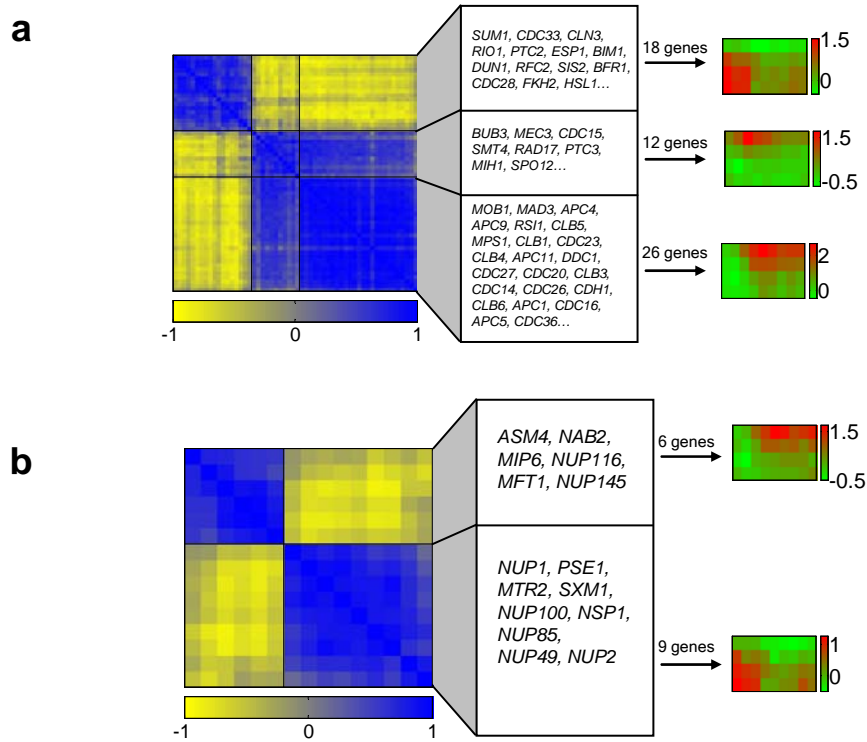 a
SUM1, CDC33, CLN3,
RIO1, PTC2, ESP1, BIM1,
DUN1, RFC2, SIS2, BFR1,
CDC28, FKH2, HSL1...
18 genes
1.5
0
BUB3, MEC3, CDC15,
SMT4, RAD17, PTC3,
MIH1, SPO12...
12 genes
1
-0.5
MOB1, MAD3, APC4,
APC9, RSI1, CLB5,
MPS1, CLB1, CDC23,
CLB4, APC11, DDC1,
CDC27, CDC20, CLB3,
CDC14, CDC26, CDH1,
CLB6, APC1, CDC16,
APC5, CDC36...
26 genes
2
0
-1 0 1
b
ASM4, NAB2,
MIP6, NUP116,
MFT1, NUP145
6 genes
1.5
-0.5
NUP1, PSE1,
MTR2, SXM1,
NUP100, NSP1,
NUP85,
NUP49, NUP2
9 genes
1
0
-1 0 1